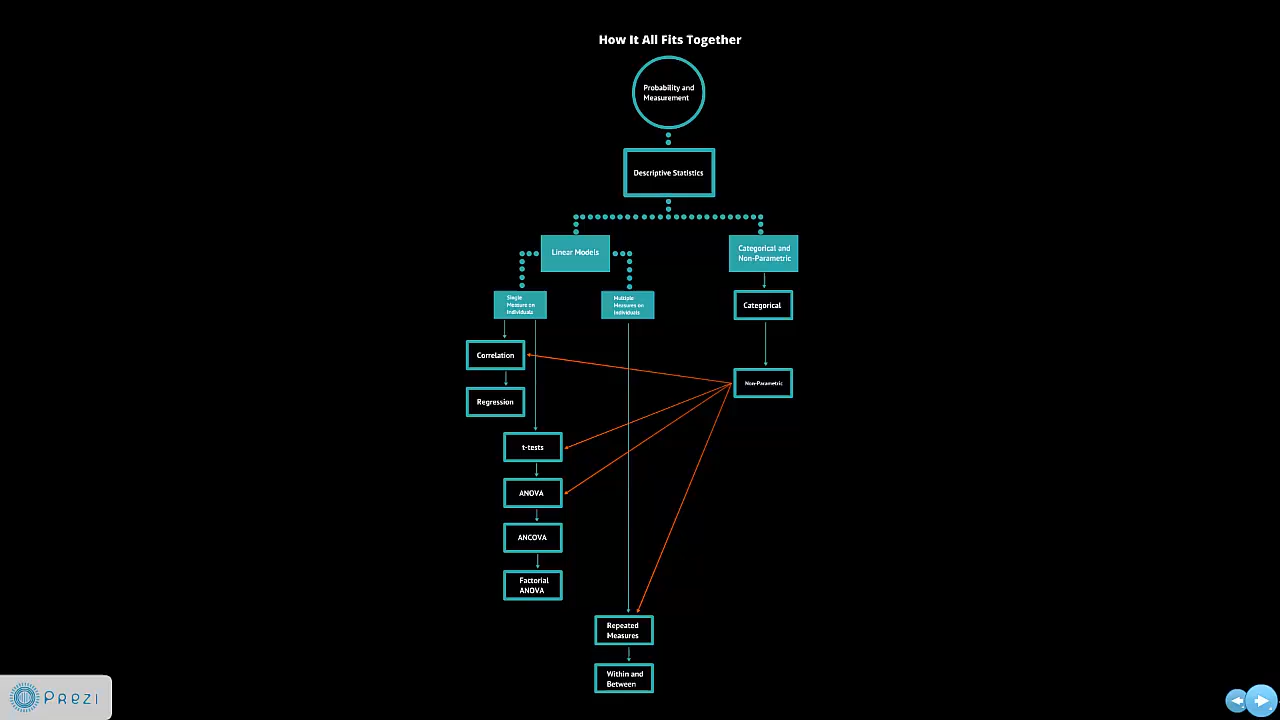 How It All Fits Together
Probability and
Measurement
Descriptive Statistics
Linear Models
Categorical and
Non-Parametric
Single
Measure on
Individuals
Multiple
Measures on
Individuals
Categorical
Correlation
Non-Parametric
Regression
t-tests
ANOVA
ANCOVA
Factorial
ANOVA
Repeated
Measures
Within and
Between
Prezi